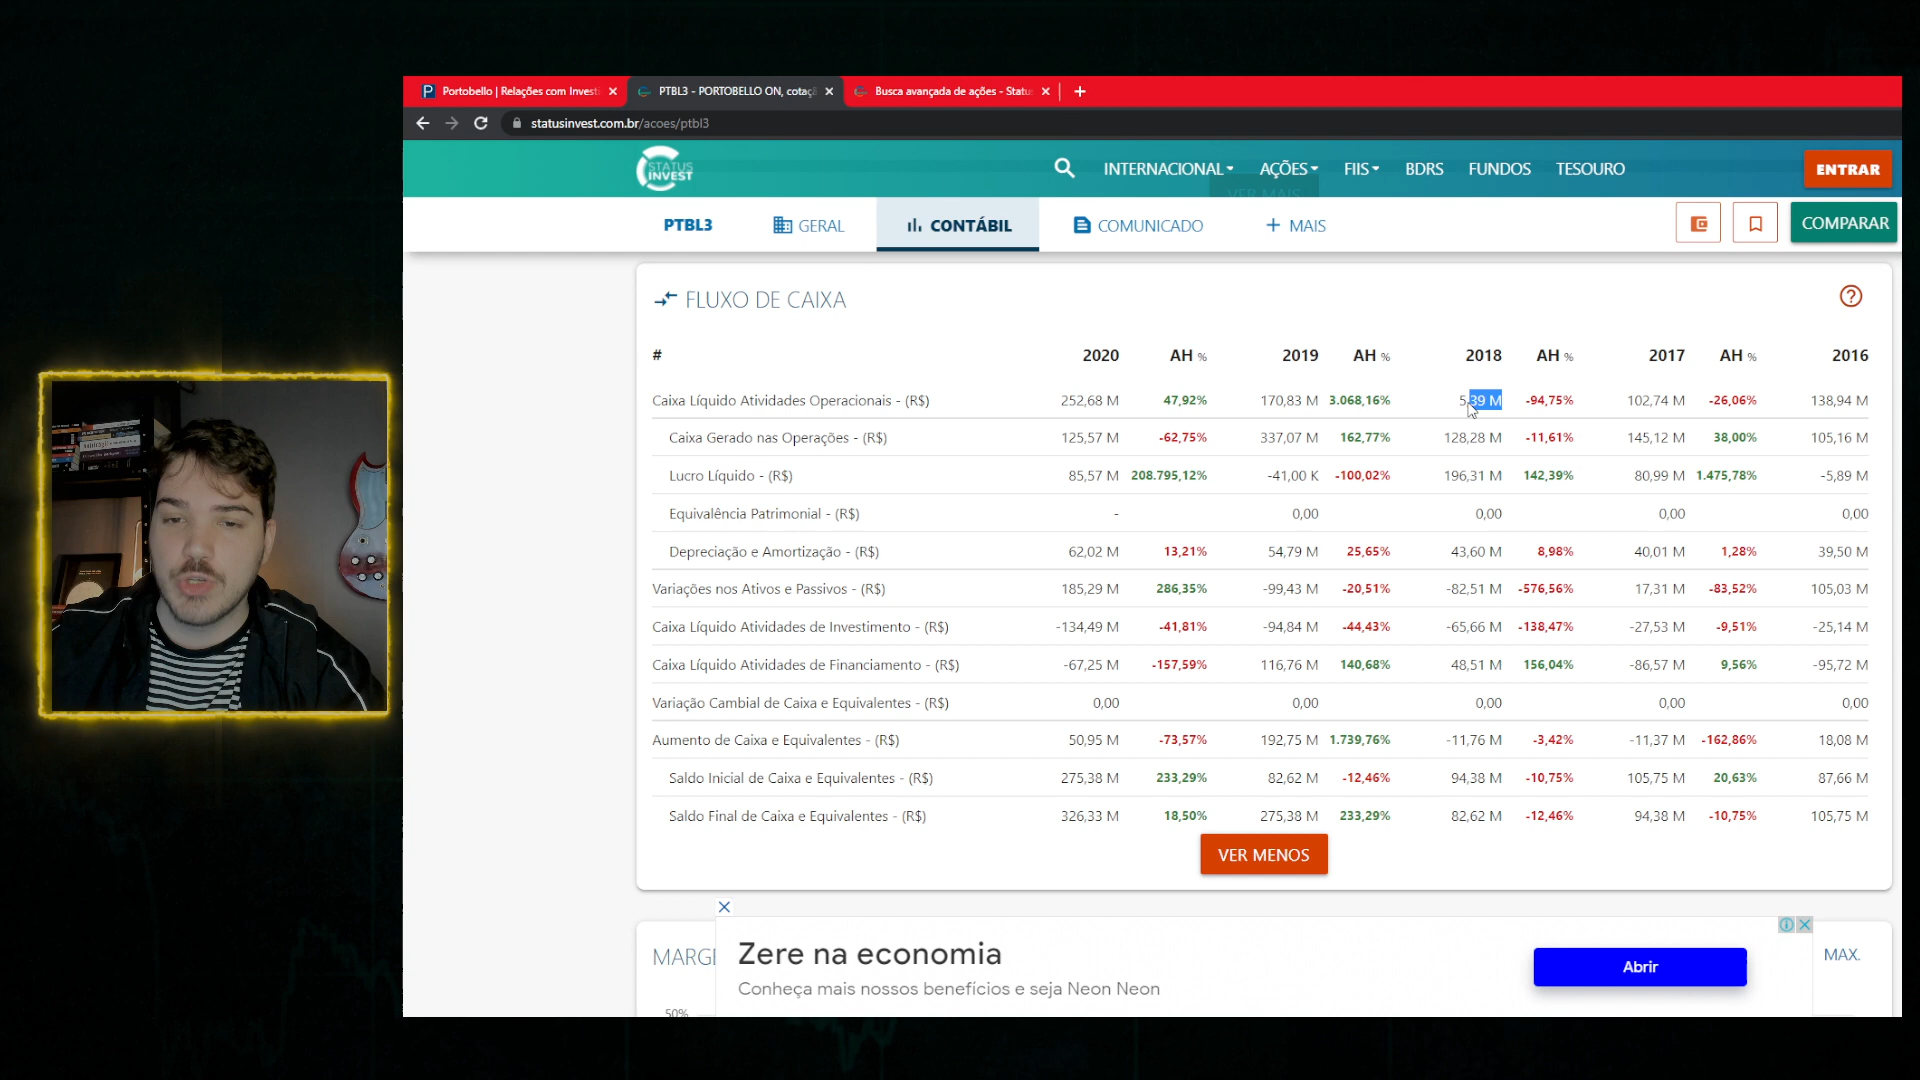 Portobello | Relações com Investi
PTBL3 - PORTOBELLO ON, cotaçã
Busca avançada de ações - Statu
statusinvest.com.br/acoes/ptbl3
STATUS INVEST
INTERNACIONAL
AÇÕES
FIIS
BDRS
FUNDOS
TESOURO
ENTRAR
VER MAIS
PTBL3
GERAL
CONTÁBIL
COMUNICADO
+ MAIS
COMPARAR
FLUXO DE CAIXA
# 2020 AH % 2019 AH % 2018 AH % 2017 AH % 2016
Caixa Líquido Atividades Operacionais - (R$) 252,68 M 47,92% 170,83 M 3.068,16% 5,39 M -94,75% 102,74 M -26,06% 138,94 M
Caixa Gerado nas Operações - (R$) 125,57 M -62,75% 337,07 M 162,77% 128,28 M -11,61% 145,12 M 38,00% 105,16 M
Lucro Líquido - (R$) 85,57 M 208.795,12% -41,00 K -100,02% 196,31 M 142,39% 80,99 M 1.475,78% -5,89 M
Equivalência Patrimonial - (R$) - 0,00 0,00 0,00 0,00
Depreciação e Amortização - (R$) 62,02 M 13,21% 54,79 M 25,65% 43,60 M 8,98% 40,01 M 1,28% 39,50 M
Variações nos Ativos e Passivos - (R$) 185,29 M 286,35% -99,43 M -20,51% -82,51 M -576,56% 17,31 M -83,52% 105,03 M
Caixa Líquido Atividades de Investimento - (R$) -134,49 M -41,81% -94,84 M -44,43% -65,66 M -138,47% -27,53 M -9,51% -25,14 M
Caixa Líquido Atividades de Financiamento - (R$) -67,25 M -157,59% 116,76 M 140,68% 48,51 M 156,04% -86,57 M 9,56% -95,72 M
Variação Cambial de Caixa e Equivalentes - (R$) 0,00 0,00 0,00 0,00 0,00
Aumento de Caixa e Equivalentes - (R$) 50,95 M -73,57% 192,75 M 1.739,76% -11,76 M -3,42% -11,37 M -162,86% 18,08 M
Saldo Inicial de Caixa e Equivalentes - (R$) 275,38 M 233,29% 82,62 M -12,46% 94,38 M -10,75% 105,75 M 20,63% 87,66 M
Saldo Final de Caixa e Equivalentes - (R$) 326,33 M 18,50% 275,38 M 233,29% 82,62 M -12,46% 94,38 M -10,75% 105,75 M
VER MENOS
MARGE
Zere na economia
Conheça mais nossos benefícios e seja Neon Neon
Abrir
MAX.
50%